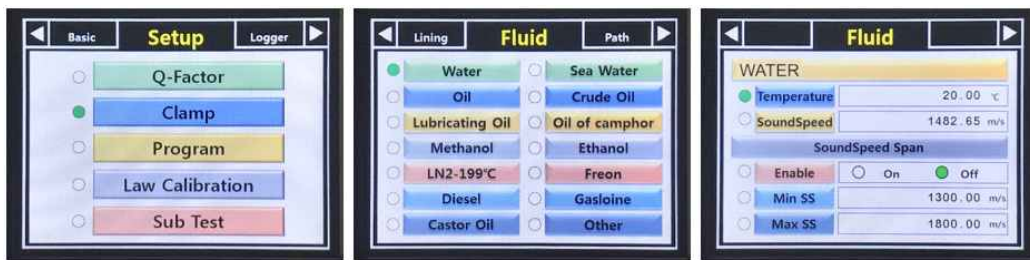 Basic Setup Logger
Q-Factor
Clamp
Program
Law Calibration
Sub Test
Lining Fluid Path
Water Sea Water
Oil Crude Oil
Lubricating Oil Oil of camphor
Methanol Ethanol
LN2-199℃ Freon
Diesel Gasloine
Castor Oil Other
Fluid
WATER
Temperature 20.00 ℃
SoundSpeed 1482.65 m/s
SoundSpeed Span
Enable On Off
Min SS 1300.00 m/s
Max SS 1800.00 m/s